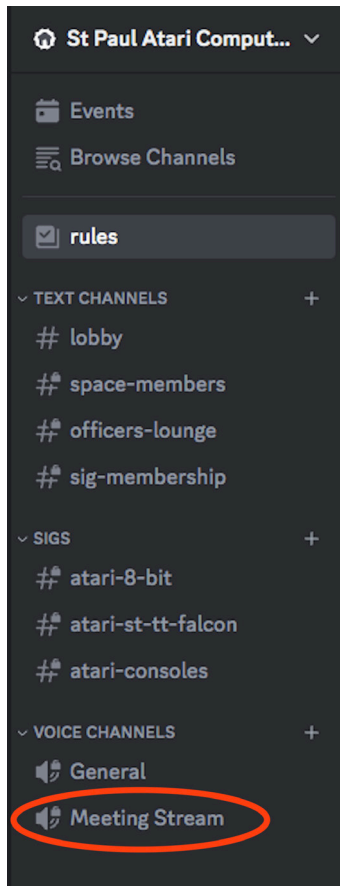 St Paul Atari Comput...
Events
Browse Channels
rules
TEXT CHANNELS
lobby
space-members
officers-lounge
sig-membership
SIGS
atari-8-bit
atari-st-tt-falcon
atari-consoles
VOICE CHANNELS
General
Meeting Stream